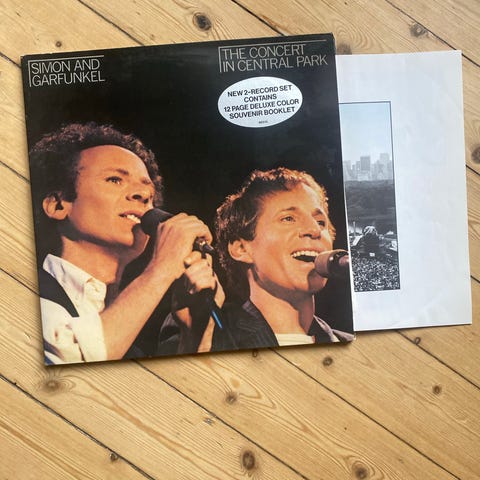 SIMON AND
GARFUNKEL
THE CONCERT
IN CENTRAL PARK
NEW 2-RECORD SET
CONTAINS
12 PAGE DELUXE COLOR
SOUVENIR BOOKLET